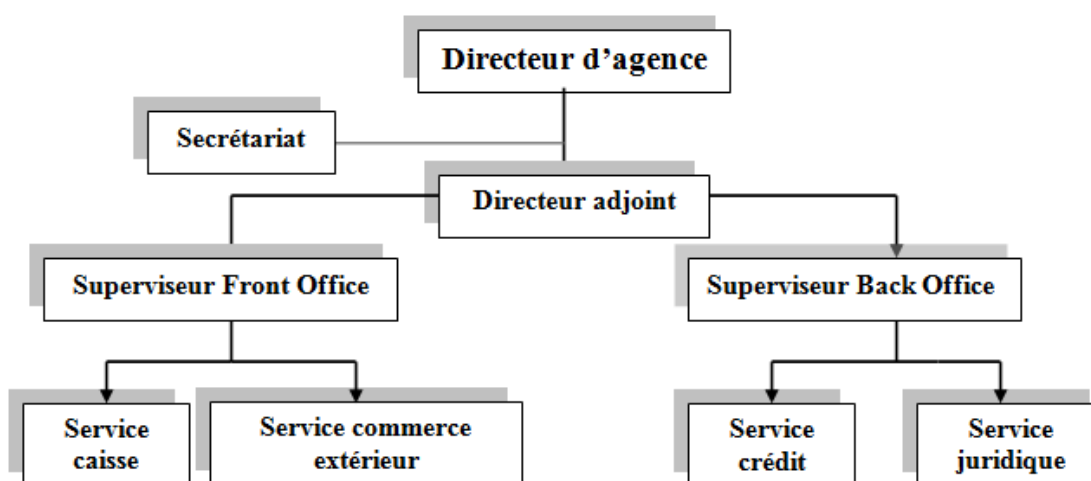 Directeur d’agence
Secrétariat
Directeur adjoint
Superviseur Front Office
Superviseur Back Office
Service
caisse
Service commerce
extérieur
Service
crédit
Service
juridique